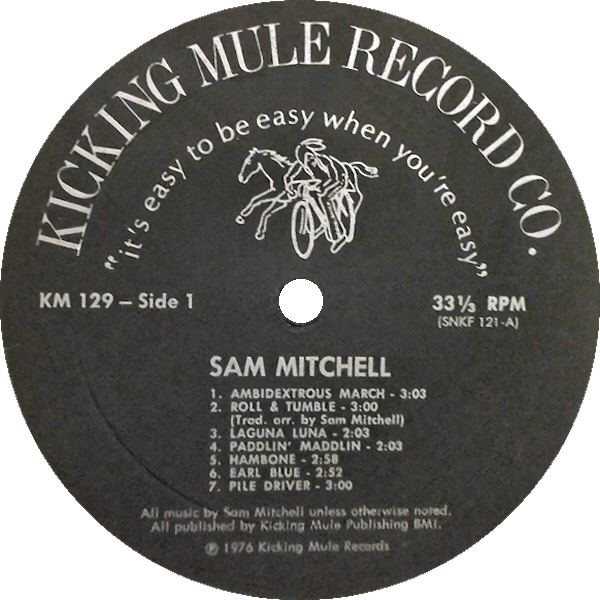 KICKING MULE RECORD CO.
"it's easy to be easy when you're easy"
KM 129 – Side 1
33⅓ RPM
(SNKF 121-A)
SAM MITCHELL
1. AMBIDEXTROUS MARCH - 3:03
2. ROLL & TUMBLE - 3:00
(Trad. arr. by Sam Mitchell)
3. LAGUNA LUNA - 2:03
4. PADDLIN' MADDLIN - 2:03
5. HAMBONE - 2:58
6. EARL BLUE - 2:52
7. PILE DRIVER - 3:00
All music by Sam Mitchell unless otherwise noted.
All published by Kicking Mule Publishing BMI.
℗ 1976 Kicking Mule Records